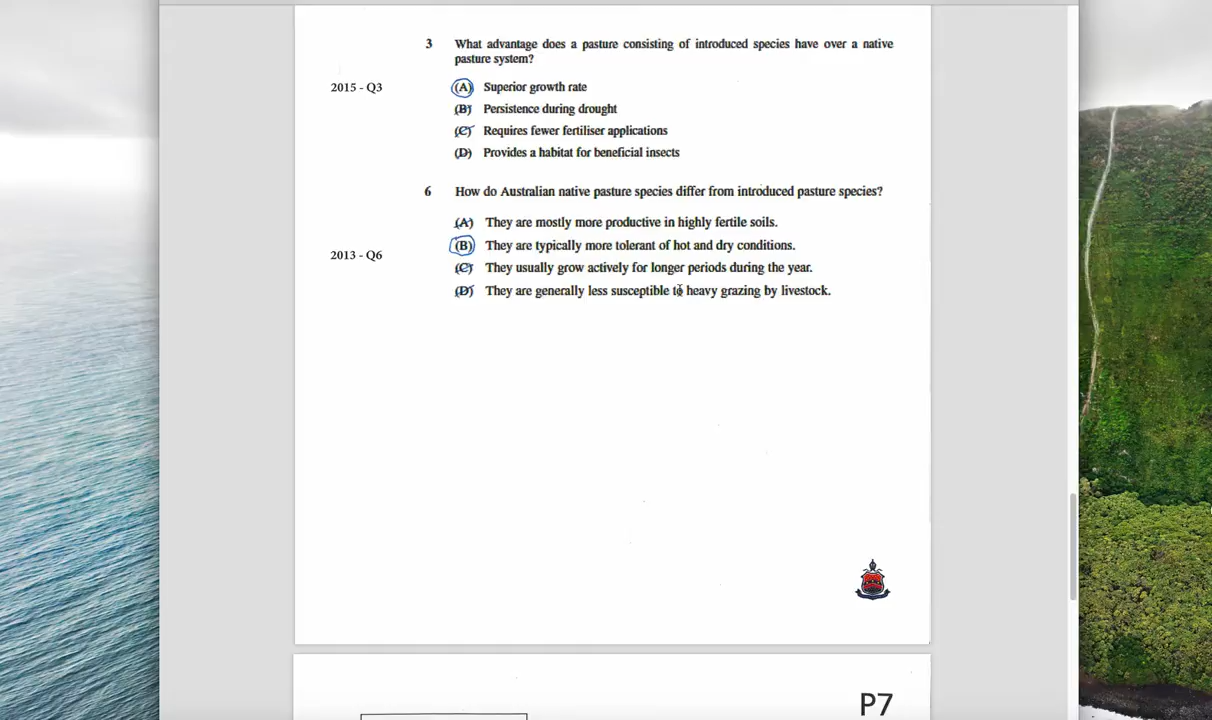 3 What advantage does a pasture consisting of introduced species have over a native
pasture system?
2015 - Q3
(A) Superior growth rate
(B) Persistence during drought
(C) Requires fewer fertiliser applications
(D) Provides a habitat for beneficial insects
6 How do Australian native pasture species differ from introduced pasture species?
(A) They are mostly more productive in highly fertile soils.
(B) They are typically more tolerant of hot and dry conditions.
2013 - Q6
(C) They usually grow actively for longer periods during the year.
(D) They are generally less susceptible to heavy grazing by livestock.
P7